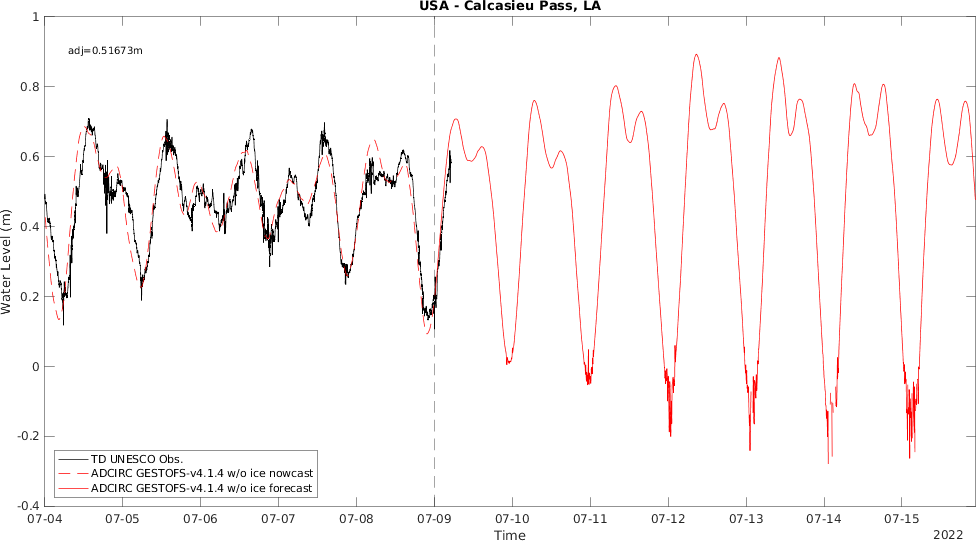 USA - Calcasieu Pass, LA
1
adj=0.51673m
0.8
0.6
0.4
0.2
0
-0.2
-0.4
Water Level (m)
TD UNESCO Obs.
ADCIRC GESTOFS-v4.1.4 w/o ice nowcast
ADCIRC GESTOFS-v4.1.4 w/o ice forecast
07-04 07-05 07-06 07-07 07-08 07-09 07-10 07-11 07-12 07-13 07-14 07-15
Time
2022